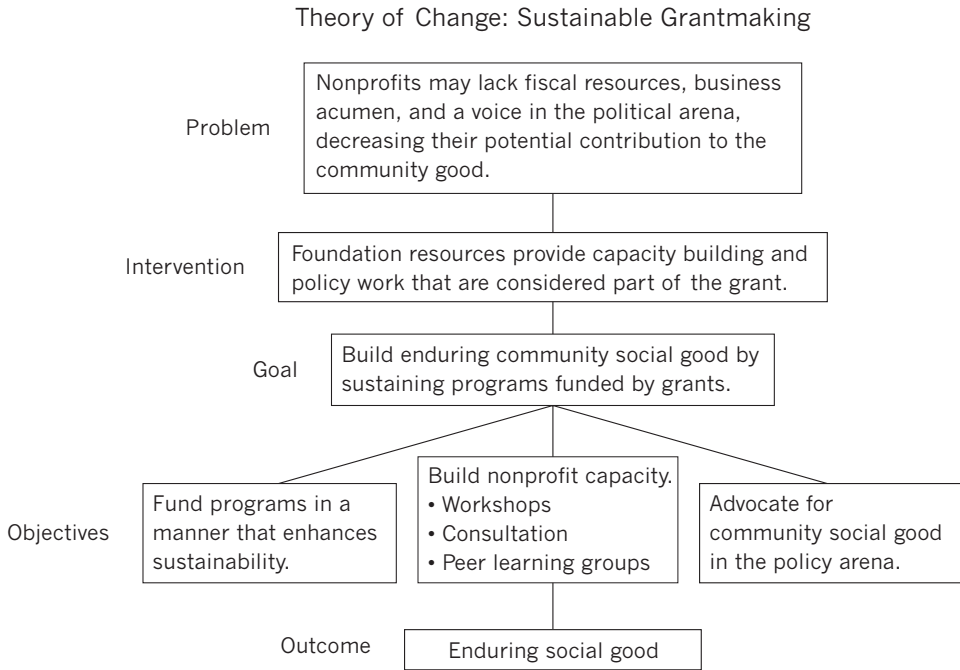 Theory of Change: Sustainable Grantmaking
Problem
Nonprofits may lack fiscal resources, business
acumen, and a voice in the political arena,
decreasing their potential contribution to the
community good.
Intervention
Foundation resources provide capacity building and
policy work that are considered part of the grant.
Goal
Build enduring community social good by
sustaining programs funded by grants.
Objectives
Fund programs in a
manner that enhances
sustainability.
Build nonprofit capacity.
• Workshops
• Consultation
• Peer learning groups
Advocate for
community social good
in the policy arena.
Outcome
Enduring social good